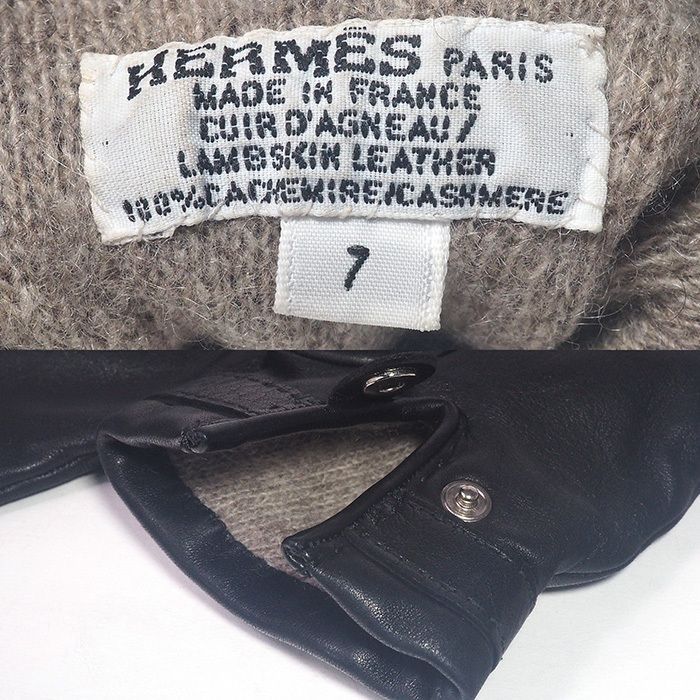 HERMÈS PARIS
MADE IN FRANCE
CUIR D'AGNEAU/
LAMBSKIN LEATHER
100%CACHEMIRE/CASHMERE
7